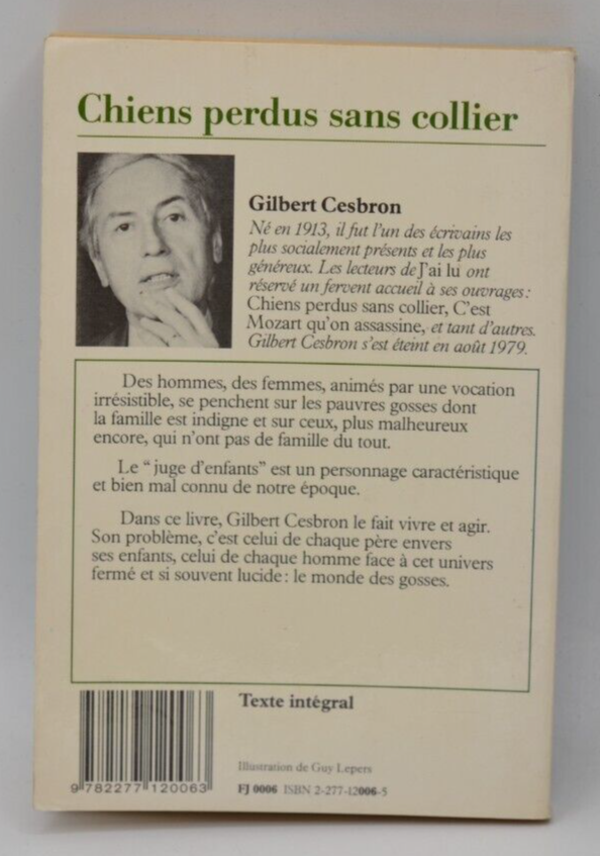 Chiens perdus sans collier
Gilbert Cesbron
Né en 1913, il fut l'un des écrivains les
plus socialement présents et les plus
généreux. Les lecteurs de J'ai lu ont
réservé un fervent accueil à ses ouvrages :
Chiens perdus sans collier, C'est
Mozart qu'on assassine, et tant d'autres.
Gilbert Cesbron s'est éteint en août 1979.
Des hommes, des femmes, animés par une vocation
irrésistible, se penchent sur les pauvres gosses dont
la famille est indigne et sur ceux, plus malheureux
encore, qui n'ont pas de famille du tout.
Le “ juge d'enfants” est un personnage caractéristique
et bien mal connu de notre époque.
Dans ce livre, Gilbert Cesbron le fait vivre et agir.
Son problème, c'est celui de chaque père envers
ses enfants, celui de chaque homme face à cet univers
fermé et si souvent lucide : le monde des gosses.
Texte intégral
Illustration de Guy Lepers
9 782277 120063
FJ 0006 ISBN 2-277-12006-5